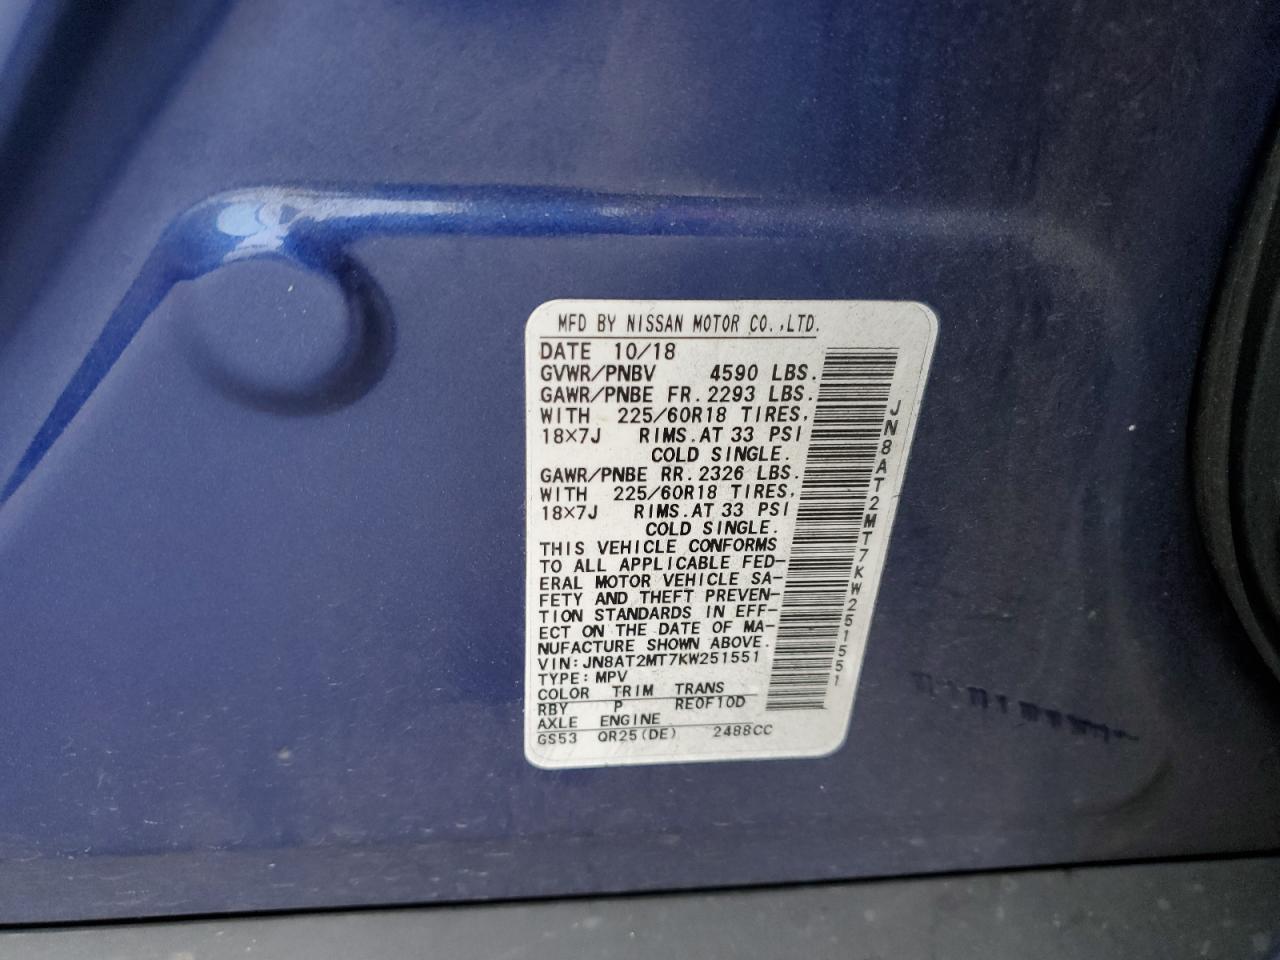 MFD BY NISSAN MOTOR CO.,LTD.
DATE 10/18
GVWR/PNBV 4590 LBS.
GAWR/PNBE FR. 2293 LBS.
WITH 225/60R18 TIRES,
18×7J RIMS. AT 33 PSI
COLD SINGLE.
GAWR/PNBE RR. 2326 LBS.
WITH 225/60R18 TIRES,
18×7J RIMS. AT 33 PSI
COLD SINGLE.
THIS VEHICLE CONFORMS
TO ALL APPLICABLE FED-
ERAL MOTOR VEHICLE SA-
FETY AND THEFT PREVEN-
TION STANDARDS IN EFF-
ECT ON THE DATE OF MA-
NUFACTURE SHOWN ABOVE.
VIN: JN8AT2MT7KW251551
TYPE: MPV
COLOR TRIM TRANS
RBY P RE0F10D
AXLE ENGINE
GS53 QR25(DE) 2488CC
JN8AT2MT7KW251551